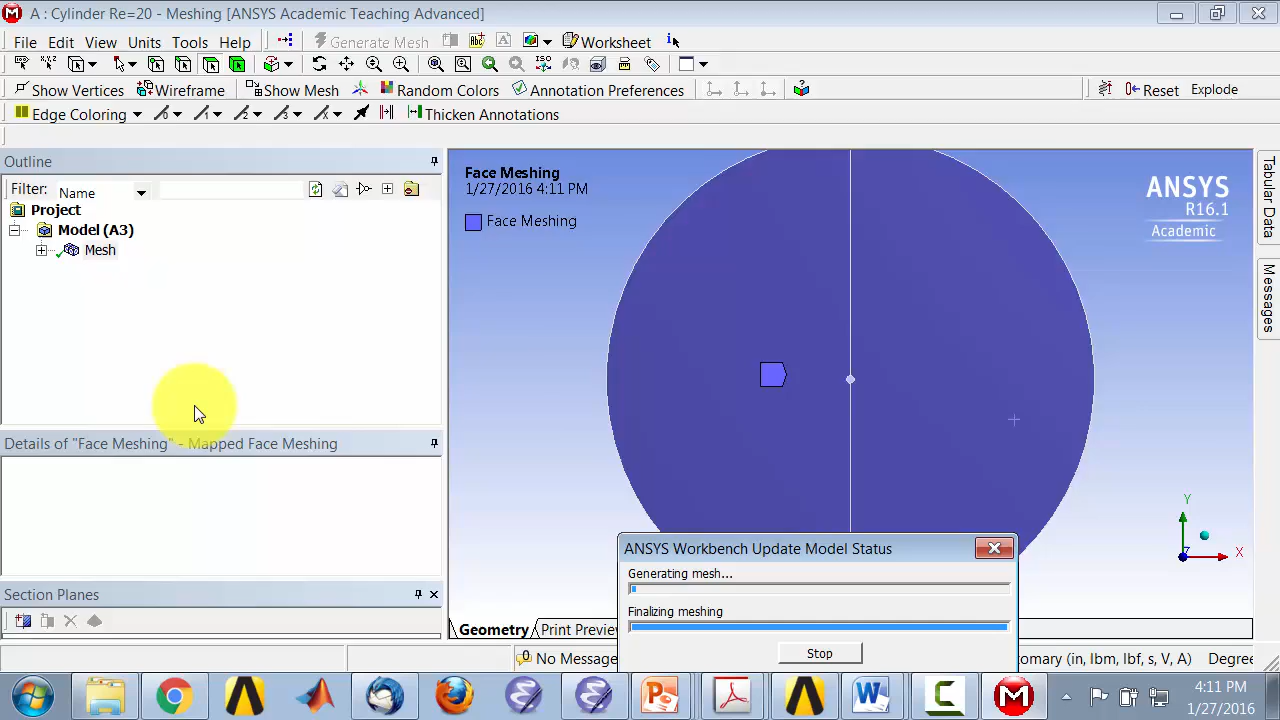 A : Cylinder Re=20 - Meshing [ANSYS Academic Teaching Advanced]
File Edit View Units Tools Help Generate Mesh Worksheet
Show Vertices Wireframe Show Mesh Random Colors Annotation Preferences Reset Explode
Edge Coloring Thicken Annotations
Outline
Filter: Name
Project
Model (A3)
Mesh
Details of "Face Meshing" - Mapped Face Meshing
Section Planes
Face Meshing
1/27/2016 4:11 PM
Face Meshing
ANSYS
R16.1
Academic
Tabular Data
Messages
Y
X
ANSYS Workbench Update Model Status
Generating mesh...
Finalizing meshing
Stop
Geometry Print Preview
0 No Message
omary (in, lbm, lbf, s, V, A) Degree
4:11 PM
1/27/2016